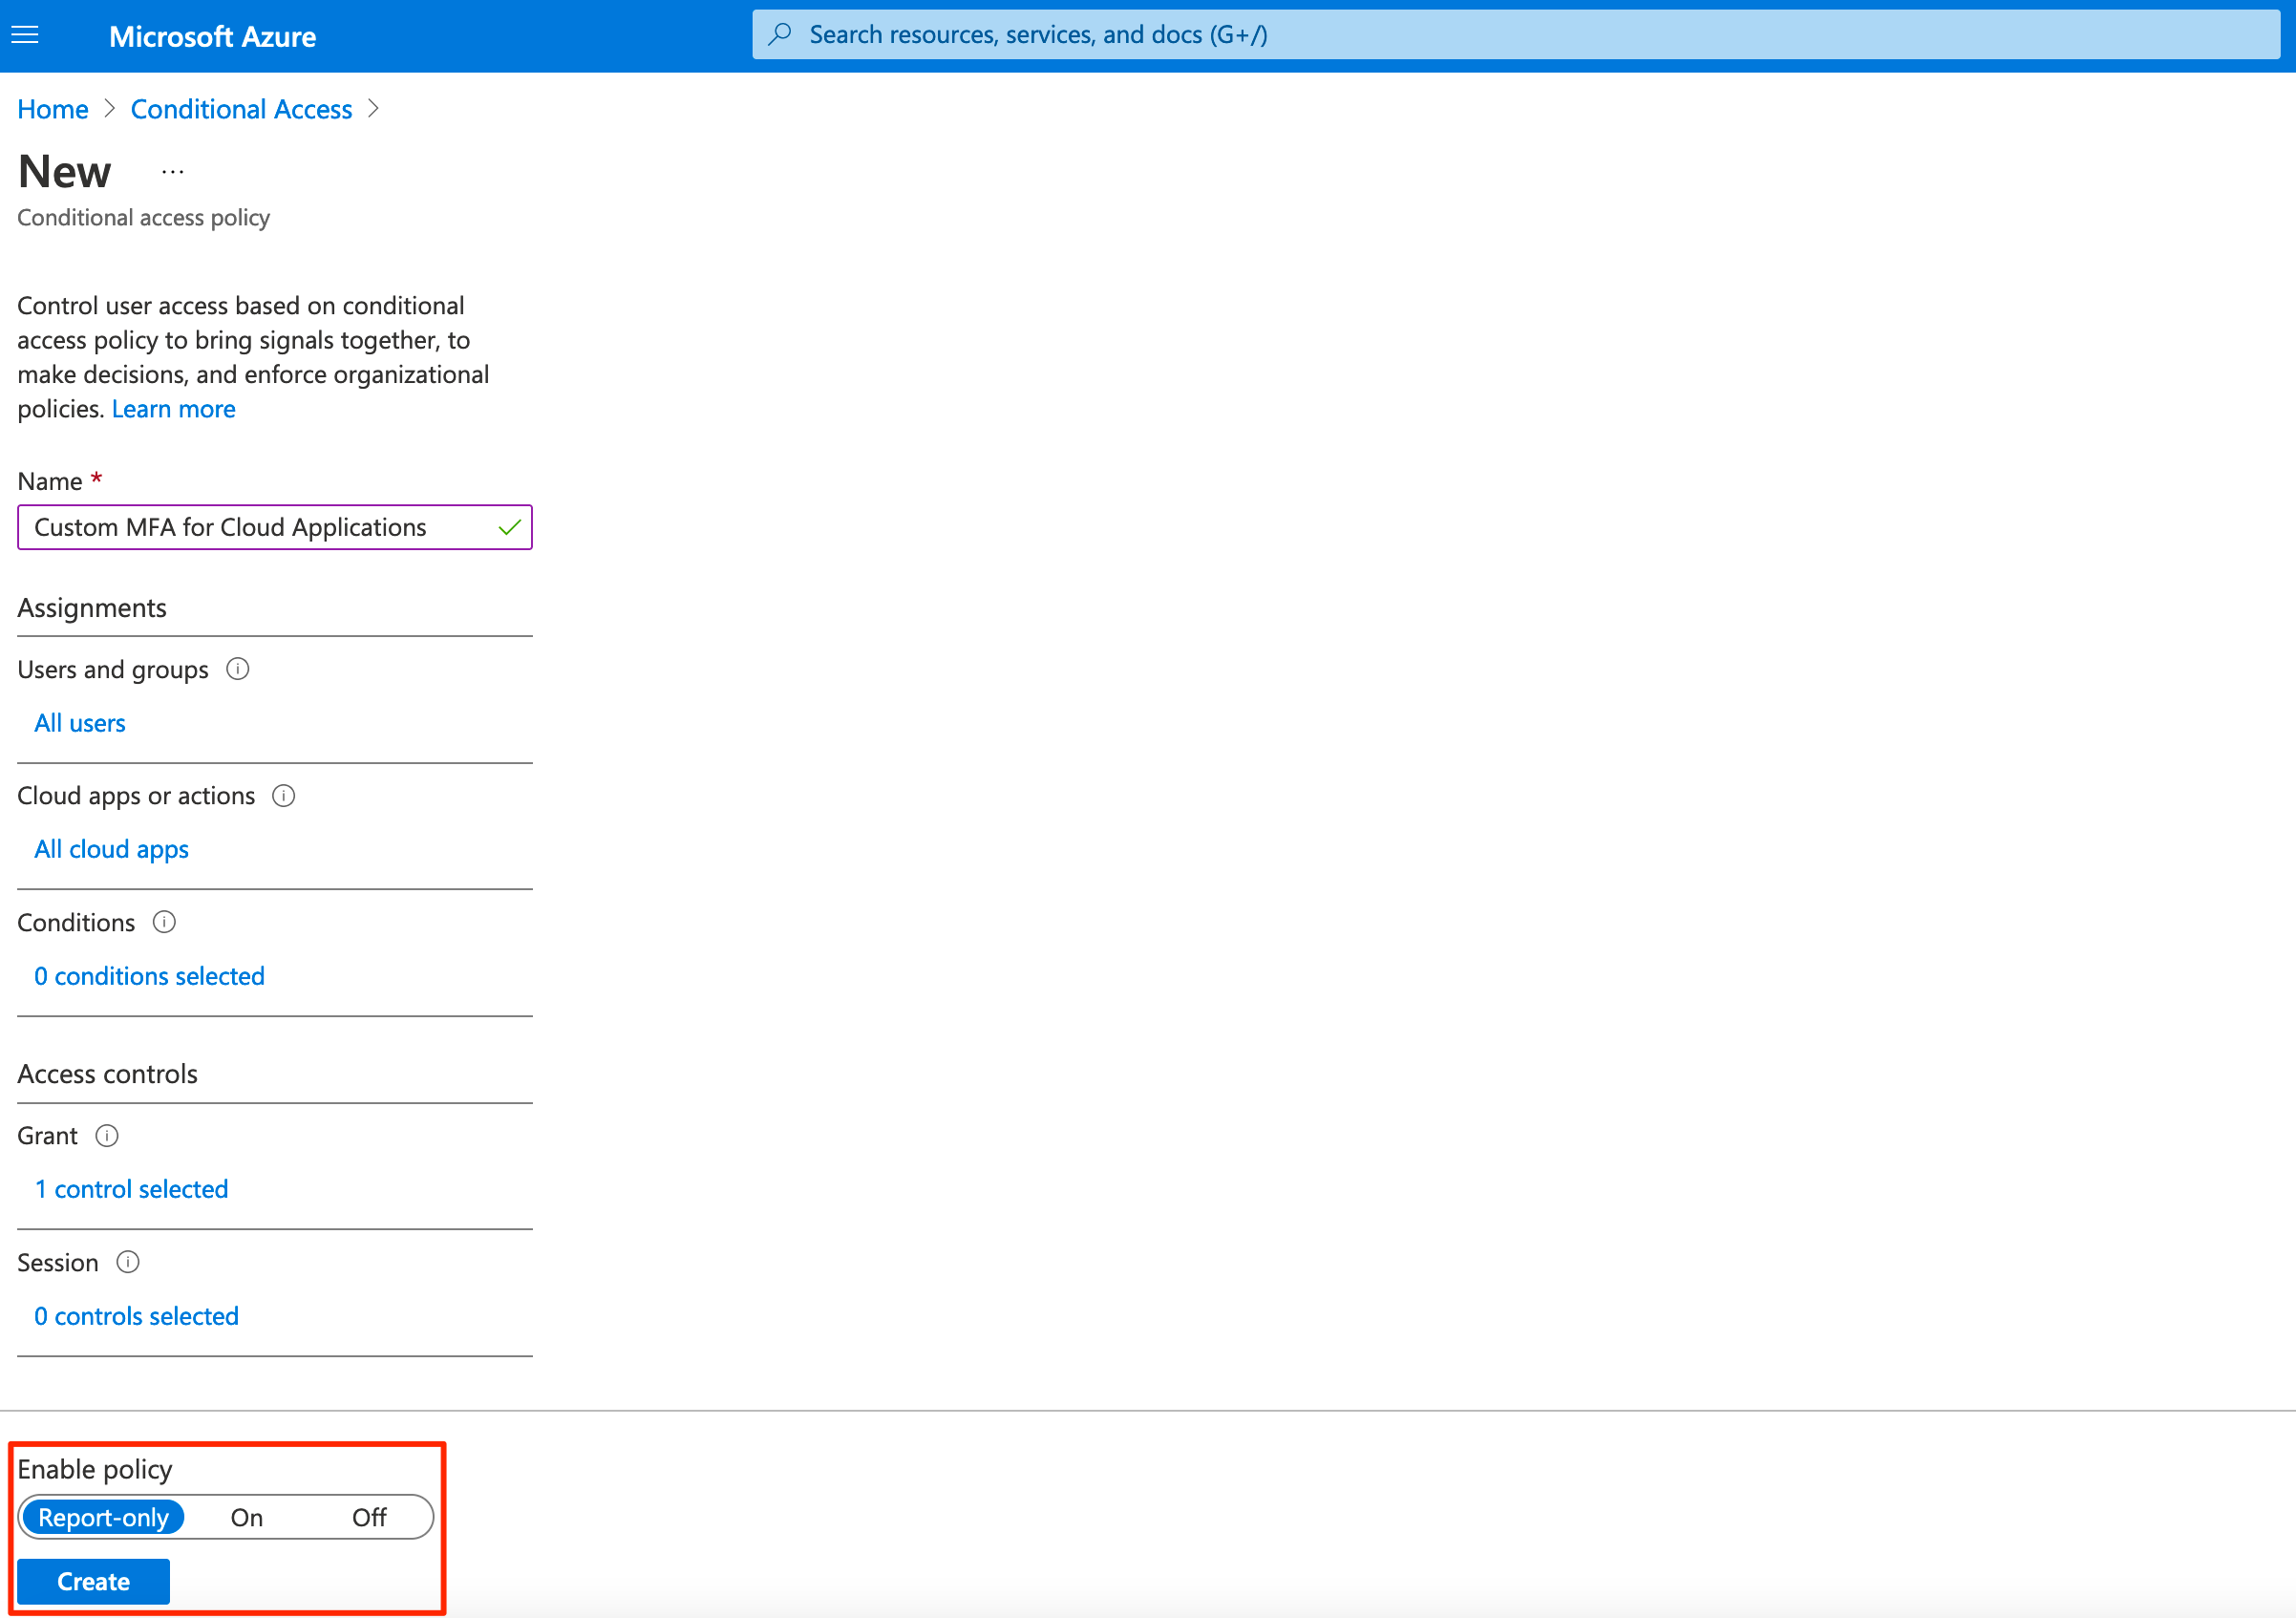 Microsoft Azure
Search resources, services, and docs (G+/)
Home > Conditional Access >
New ...
Conditional access policy
Control user access based on conditional
access policy to bring signals together, to
make decisions, and enforce organizational
policies. Learn more
Name *
Custom MFA for Cloud Applications
Assignments
Users and groups
All users
Cloud apps or actions
All cloud apps
Conditions
0 conditions selected
Access controls
Grant
1 control selected
Session
0 controls selected
Enable policy
Report-only On Off
Create